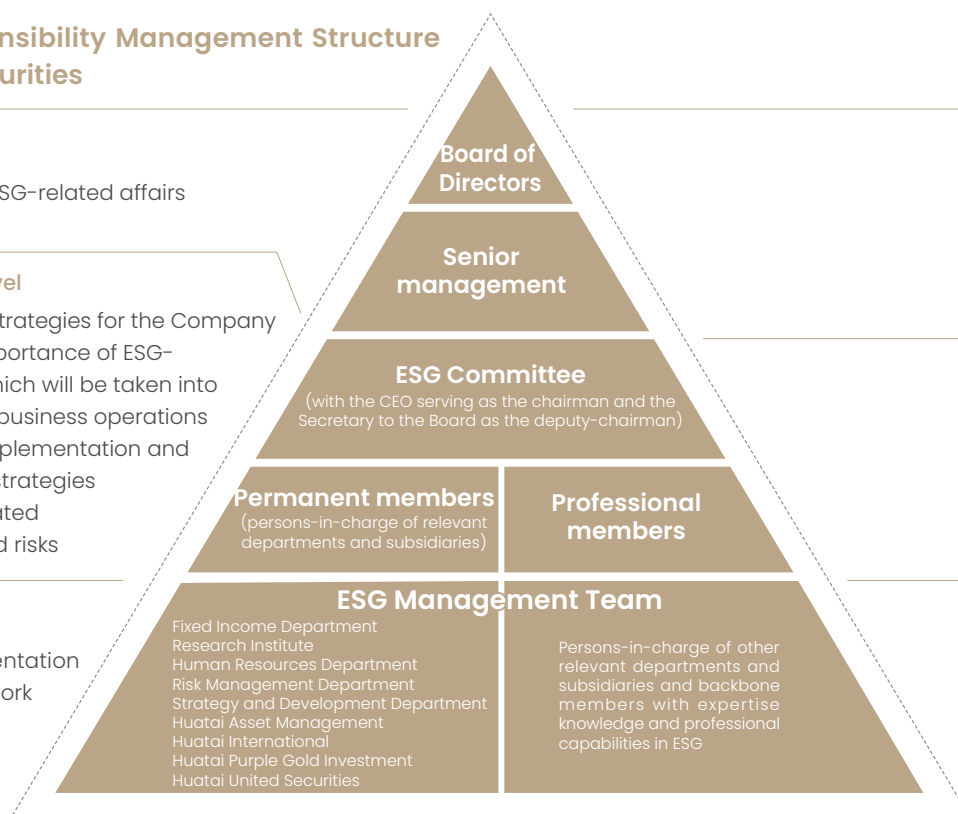 nsibility Management Structure
urities
SG-related affairs
vel
trategies for the Company
portance of ESG-
hich will be taken into
business operations
plementation and
strategies
ated
d risks
entation
ork
Board of
Directors
Senior
management
ESG Committee
(with the CEO serving as the chairman and the
Secretary to the Board as the deputy-chairman)
Permanent members
(persons-in-charge of relevant
departments and subsidiaries)
Professional
members
ESG Management Team
Fixed Income Department
Research Institute
Human Resources Department
Risk Management Department
Strategy and Development Department
Huatai Asset Management
Huatai International
Huatai Purple Gold Investment
Huatai United Securities
Persons-in-charge of other
relevant departments and
subsidiaries and backbone
members with expertise
knowledge and professional
capabilities in ESG